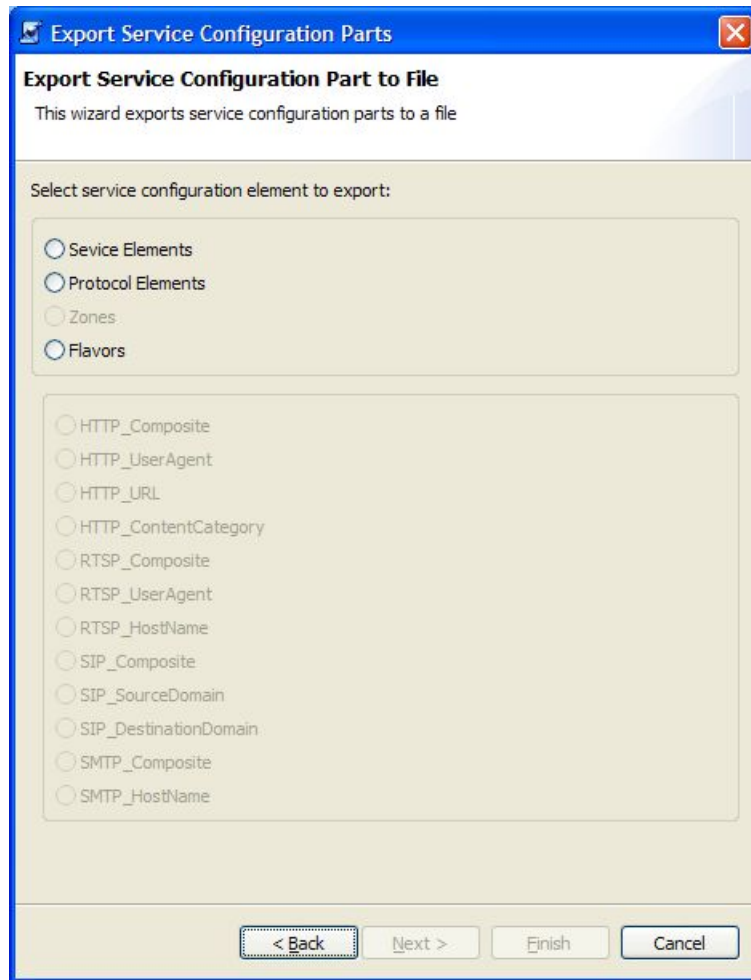 Export Service Configuration Parts
Export Service Configuration Part to File
This wizard exports service configuration parts to a file
Select service configuration element to export:
Sevice Elements
Protocol Elements
Zones
Flavors
HTTP_Composite
HTTP_UserAgent
HTTP_URL
HTTP_ContentCategory
RTSP_Composite
RTSP_UserAgent
RTSP_HostName
SIP_Composite
SIP_SourceDomain
SIP_DestinationDomain
SMTP_Composite
SMTP_HostName
< Back Next > Finish Cancel